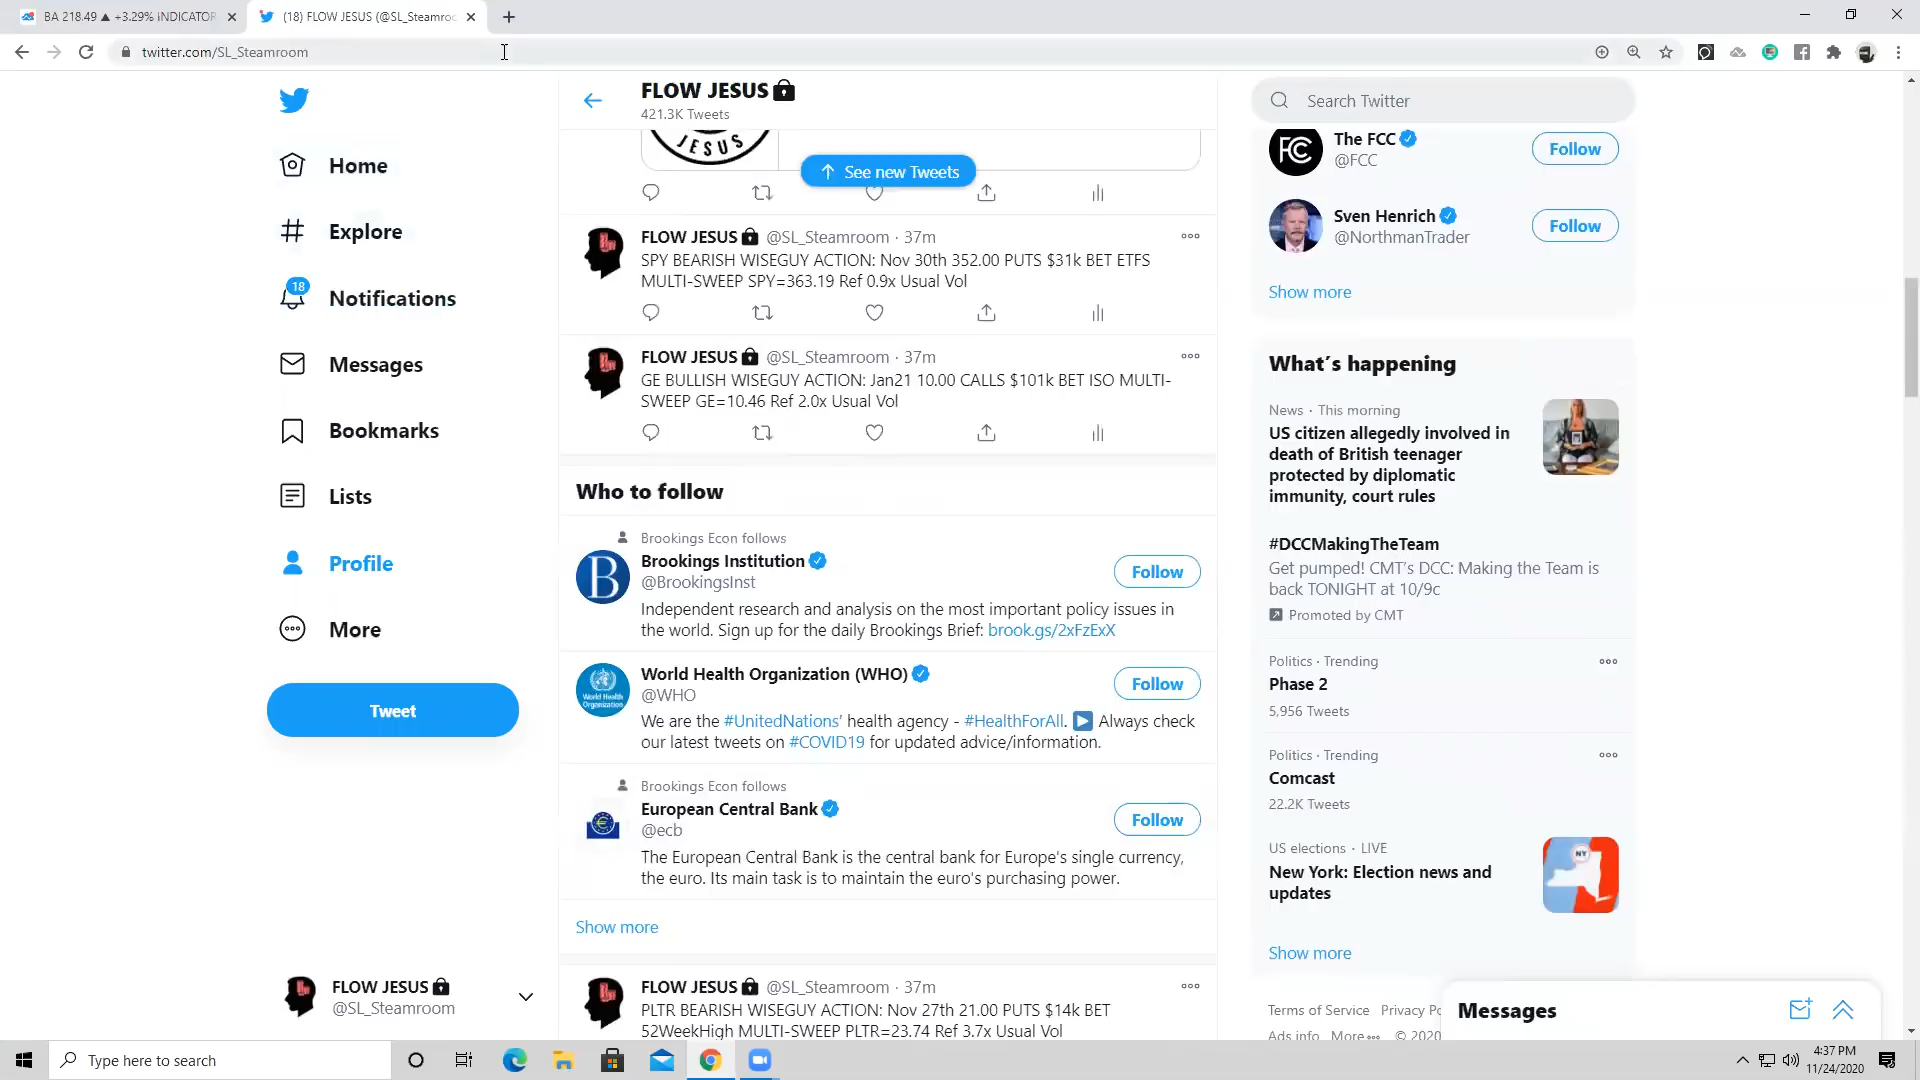 BA 218.49 ▲ +3.29% INDICATOR
(18) FLOW JESUS (@SL_Steamroo
twitter.com/SL_Steamroom
FLOW JESUS
421.3K Tweets
Search Twitter
JESUS
See new Tweets
Home
Explore
18
Notifications
Messages
Bookmarks
Lists
Profile
More
Tweet
FLOW JESUS
@SL_Steamroom
FLOW JESUS @SL_Steamroom · 37m
SPY BEARISH WISEGUY ACTION: Nov 30th 352.00 PUTS $31k BET ETFS
MULTI-SWEEP SPY=363.19 Ref 0.9x Usual Vol
FLOW JESUS @SL_Steamroom · 37m
GE BULLISH WISEGUY ACTION: Jan21 10.00 CALLS $101k BET ISO MULTI-
SWEEP GE=10.46 Ref 2.0x Usual Vol
Who to follow
Brookings Econ follows
B
Brookings Institution
@BrookingsInst
Follow
Independent research and analysis on the most important policy issues in
the world. Sign up for the daily Brookings Brief: brook.gs/2xFzExX
World Health Organization (WHO)
@WHO
Follow
World Health
Organization
We are the #UnitedNations' health agency - #HealthForAll. ▶ Always check
our latest tweets on #COVID19 for updated advice/information.
Brookings Econ follows
European Central Bank
@ecb
Follow
The European Central Bank is the central bank for Europe's single currency,
the euro. Its main task is to maintain the euro's purchasing power.
Show more
FLOW JESUS @SL_Steamroom · 37m
PLTR BEARISH WISEGUY ACTION: Nov 27th 21.00 PUTS $14k BET
52WeekHigh MULTI-SWEEP PLTR=23.74 Ref 3.7x Usual Vol
FC
The FCC
@FCC
Follow
Sven Henrich
@NorthmanTrader
Follow
Show more
What's happening
News · This morning
US citizen allegedly involved in
death of British teenager
protected by diplomatic
immunity, court rules
#DCCMakingTheTeam
Get pumped! CMT's DCC: Making the Team is
back TONIGHT at 10/9c
Promoted by CMT
Politics · Trending
Phase 2
5,956 Tweets
Politics · Trending
Comcast
22.2K Tweets
US elections · LIVE
New York: Election news and
updates
NY
Show more
Terms of Service Privacy Po
Ads info More © 2020
Messages
Type here to search
4:37 PM
11/24/2020